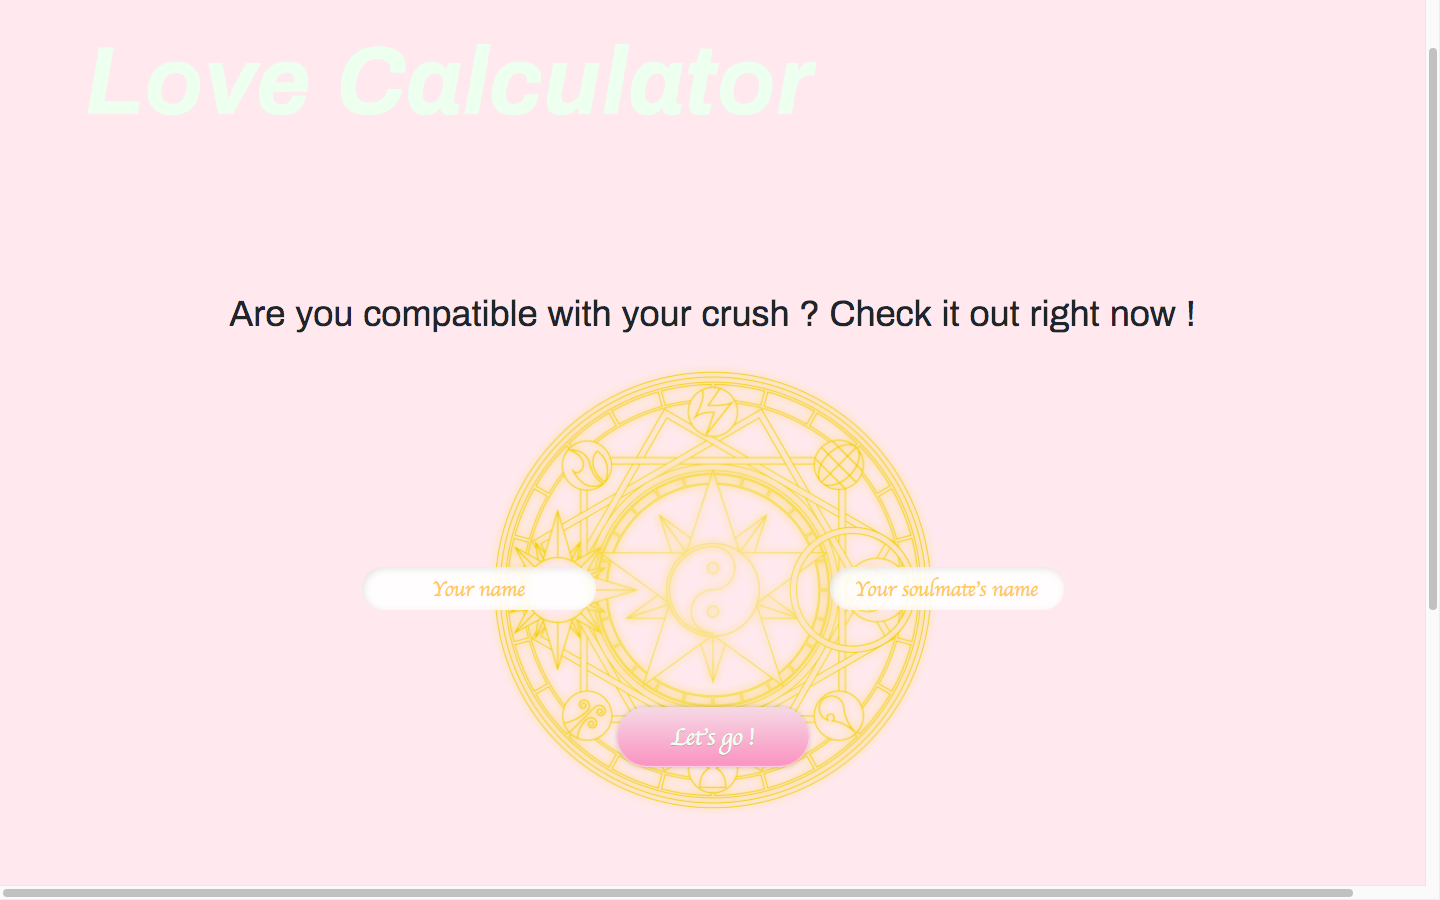 Love Calculator
Are you compatible with your crush ? Check it out right now !
Your name
Your soulmate's name
Let's go !